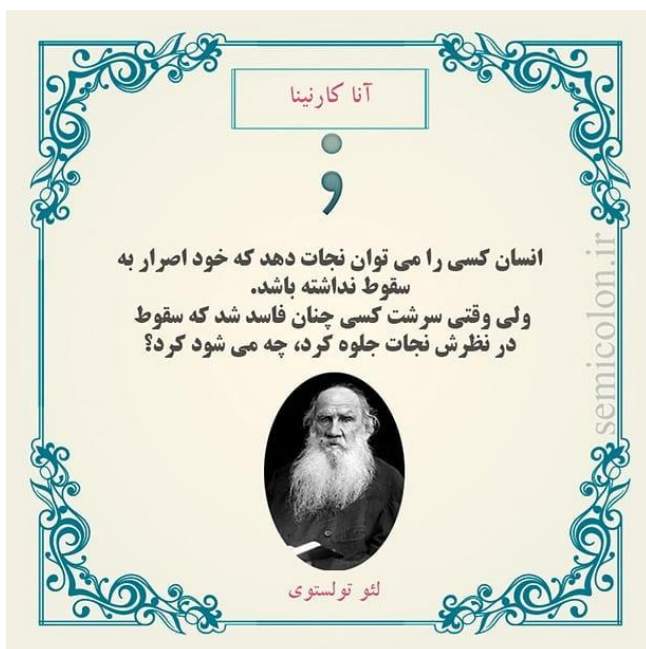 آنا کارنینا
؛
انسان کسی را می توان نجات دهد که خود اصرار به
سقوط نداشته باشد.
ولی وقتی سرشت کسی چنان فاسد شد که سقوط
در نظرش نجات جلوه کرد، چه می شود کرد؟
semicolon.ir
لئو تولستوی